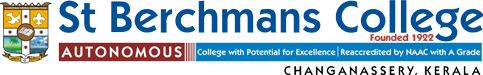 St Berchmans College
Founded 1922
AUTONOMOUS College with Potential for Excellence Reaccredited by NAAC with A Grade
CHANGANASSERY, KERALA